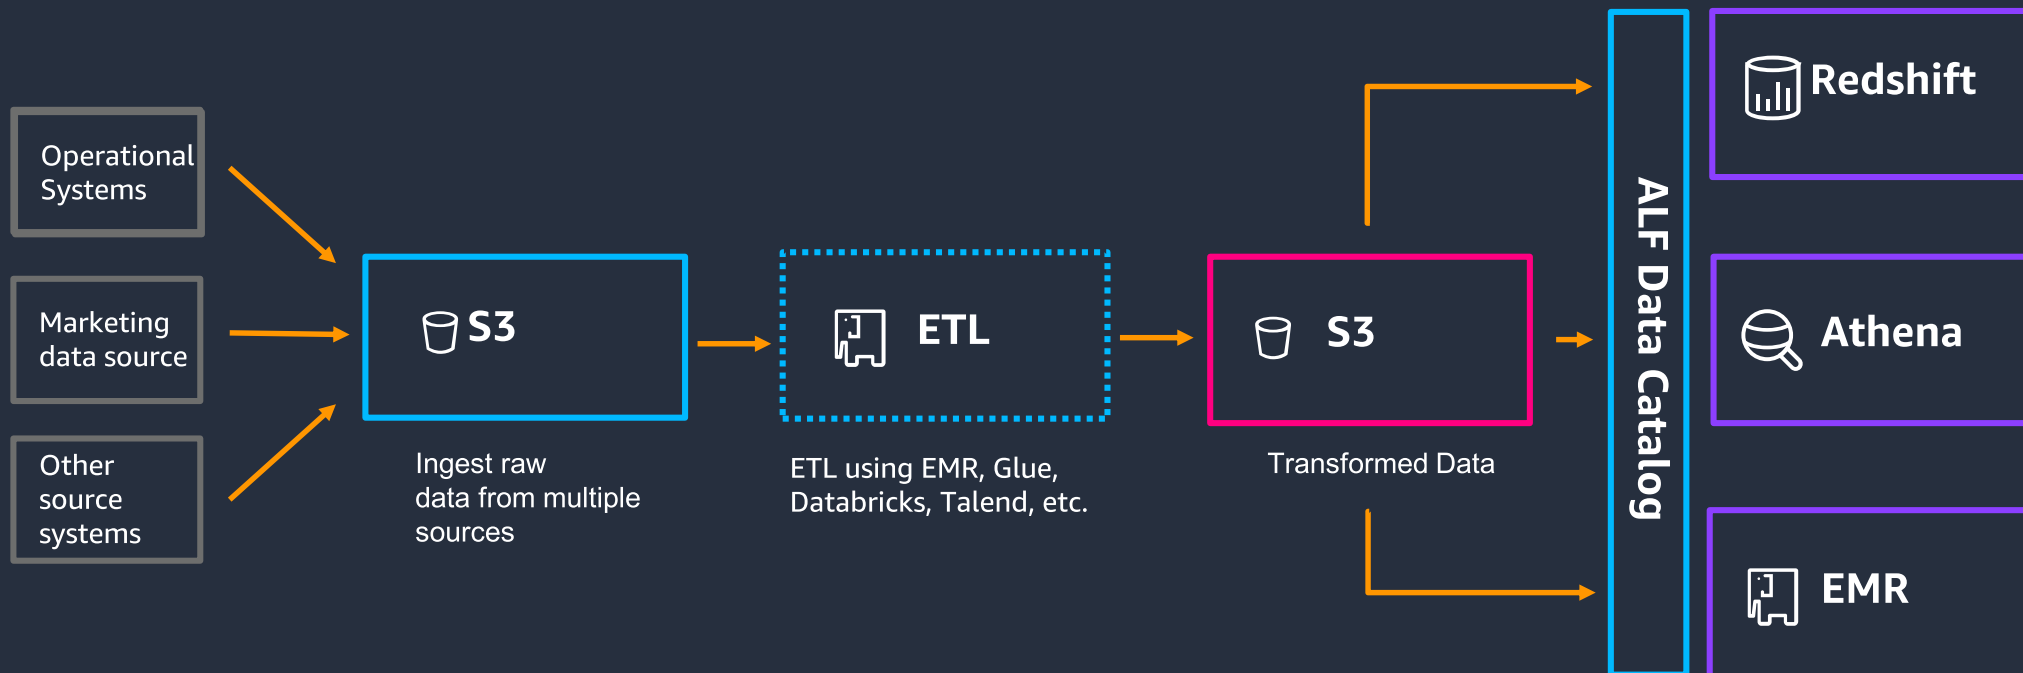 Operational
Systems
Marketing
data source
Other
source
systems
S3
Ingest raw
data from multiple
sources
ETL
ETL using EMR, Glue,
Databricks, Talend, etc.
S3
Transformed Data
ALF Data Catalog
Redshift
Athena
EMR